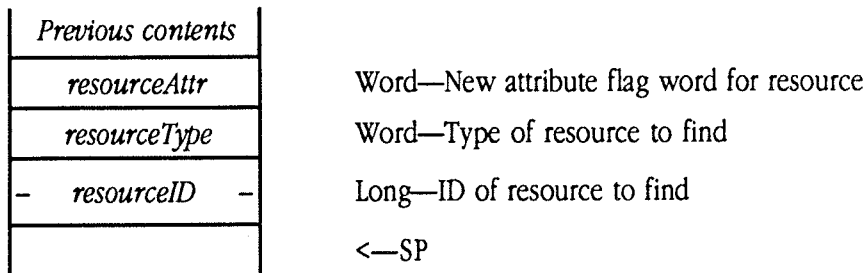 Previous contents
resourceAttr Word—New attribute flag word for resource
resourceType Word—Type of resource to find
– resourceID – Long—ID of resource to find
<—SP